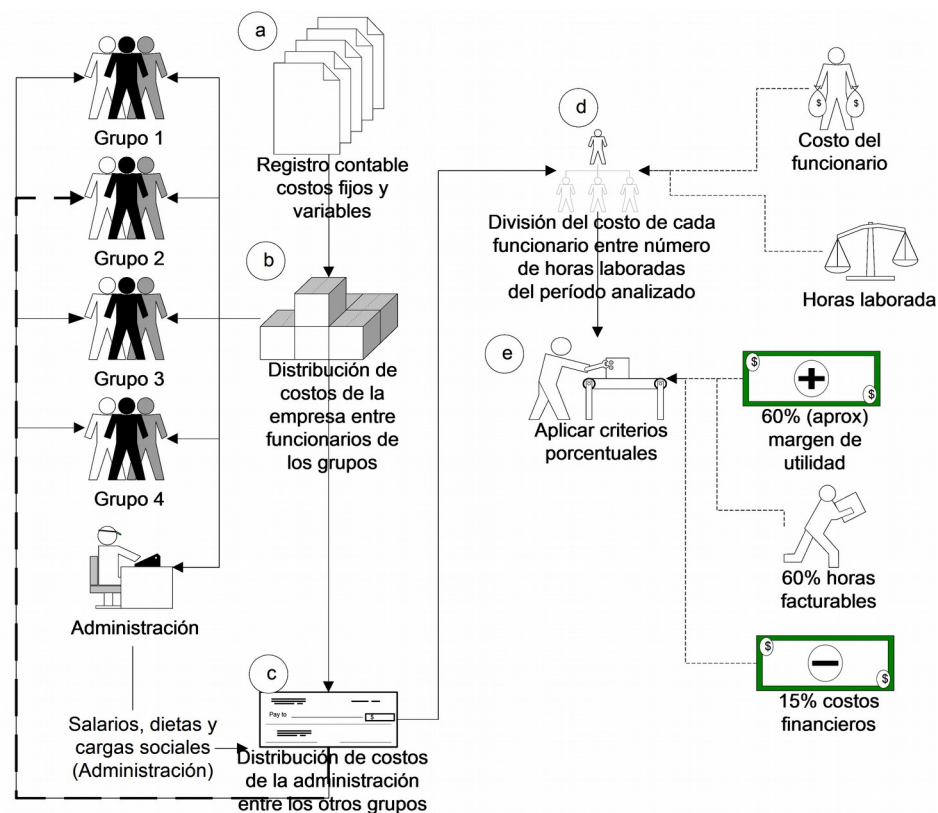 a
Registro contable
costos fijos y
variables
b
Distribución de
costos de la
empresa entre
funcionarios de
los grupos
c
Pay to
$
Distribución de costos
de la administración
entre los otros grupos
Grupo 1
Grupo 2
Grupo 3
Grupo 4
Administración
Salarios, dietas y
cargas sociales
(Administración)
d
División del costo de cada
funcionario entre número
de horas laboradas
del período analizado
$ $
Costo del
funcionario
Horas laborada
e
Aplicar criterios
porcentuales
$
$
60% (aprox)
margen de
utilidad
60% horas
facturables
$
$
15% costos
financieros